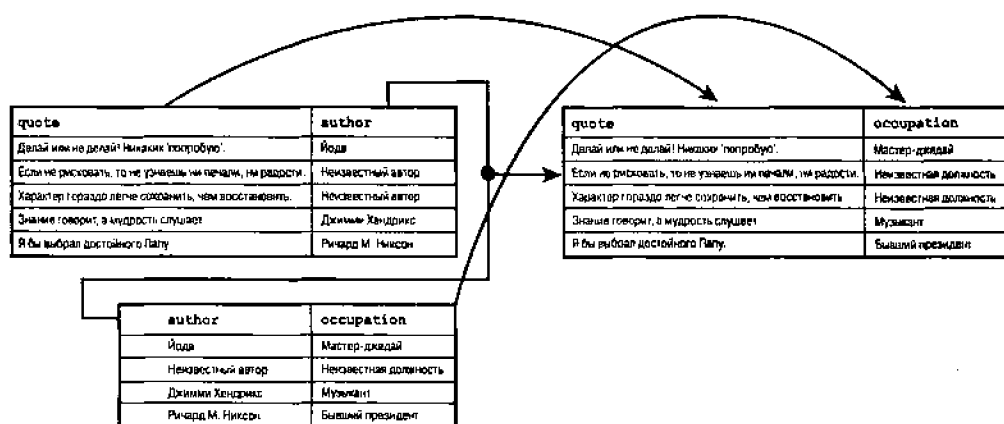 quote author
Делай или не делай! Никаких 'попробую'. Йода
Если не рисковать, то не узнаешь ни печали, ни радости. Неизвестный автор
Характер гораздо легче сохранить, чем восстановить. Неизвестный автор
Знание говорит, а мудрость слушает Джимми Хендрикс
Я бы выбрал достойного Папу Ричард М. Никсон
quote occupation
Делай или не делай! Никаких 'попробую'. Мастер-джедай
Если не рисковать, то не узнаешь ни печали, ни радости. Неизвестная должность
Характер гораздо легче сохранить, чем восстановить Неизвестная должность
Знание говорит, а мудрость слушает Музыкант
Я бы выбрал достойного Папу. Бывший президент
author occupation
Йода Мастер-джедай
Неизвестный автор Неизвестная должность
Джимми Хендрикс Музыкант
Ричард М. Никсон Бывший президент